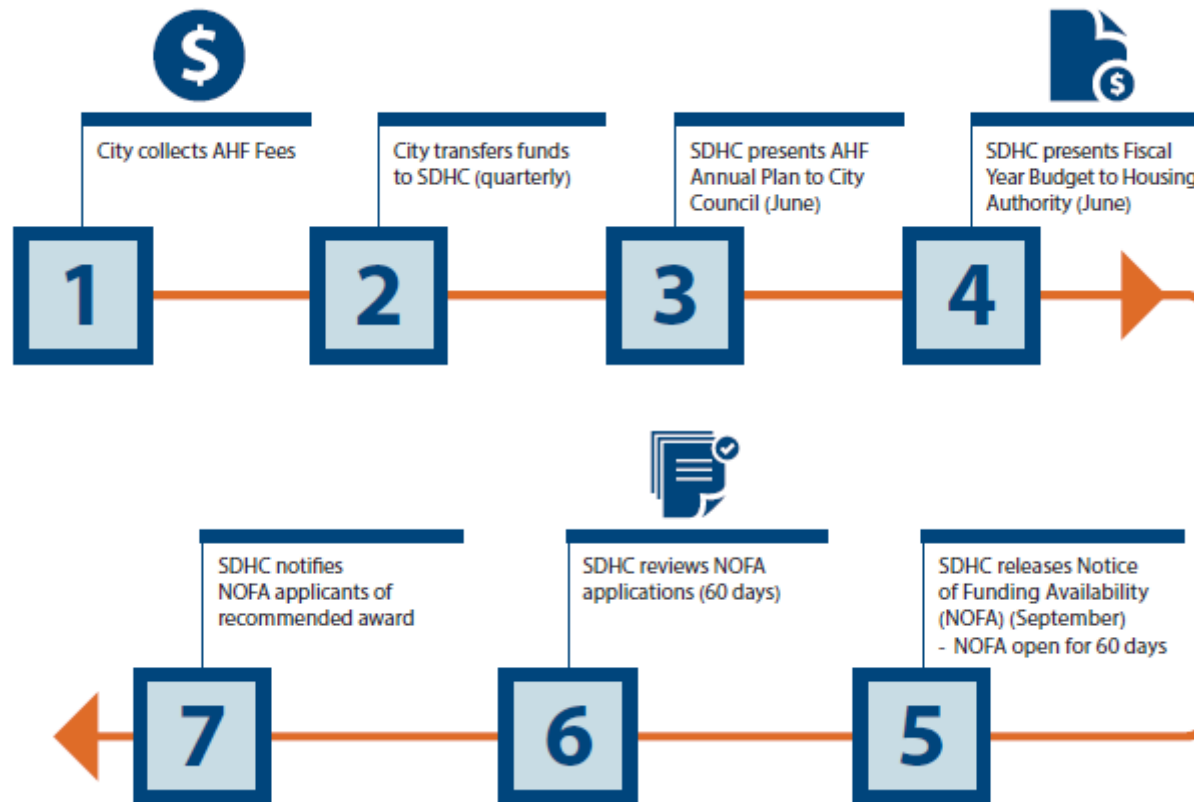 $
$
City collects AHF Fees
City transfers funds
to SDHC (quarterly)
SDHC presents AHF
Annual Plan to City
Council (June)
SDHC presents Fiscal
Year Budget to Housing
Authority (June)
1
2
3
4
SDHC notifies
NOFA applicants of
recommended award
SDHC reviews NOFA
applications (60 days)
SDHC releases Notice
of Funding Availability
(NOFA) (September)
- NOFA open for 60 days
7
6
5